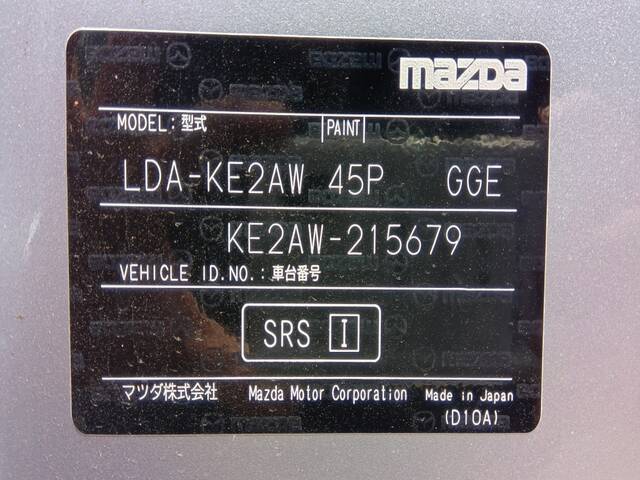 mazda
MODEL: 型式 PAINT
LDA-KE2AW 45P GGE
KE2AW-215679
VEHICLE ID.NO.: 車台番号
SRS I
マツダ株式会社 Mazda Motor Corporation Made in Japan
(D10A)